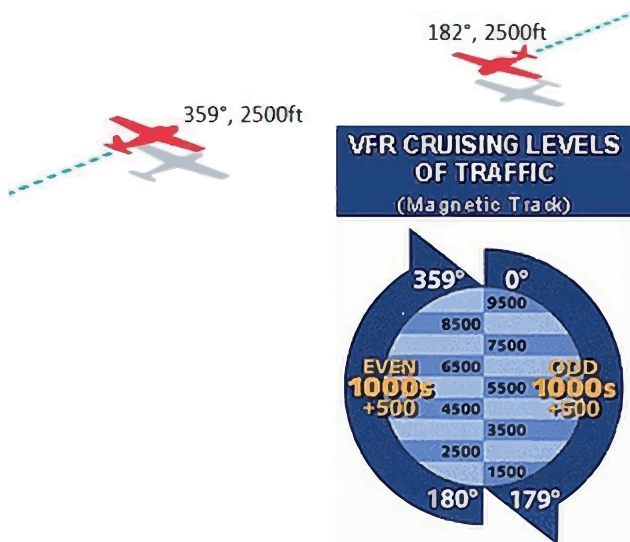 182°, 2500ft
359°, 2500ft
VFR CRUISING LEVELS
OF TRAFFIC
(Magnetic Track)
359° 0°
9500
8500
7500
EVEN 6500 ODD
1000s 5500 1000s
+500 4500 +500
3500
2500
1500
180° 179°